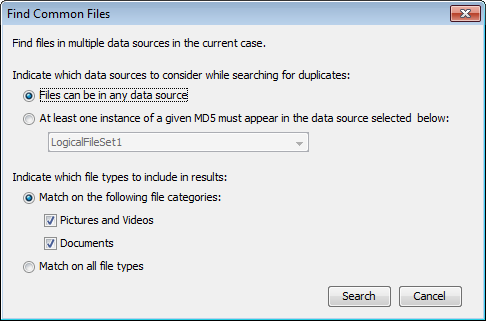 Find Common Files
Find files in multiple data sources in the current case.
Indicate which data sources to consider while searching for duplicates:
Files can be in any data source
At least one instance of a given MD5 must appear in the data source selected  below:
LogicalFileSet1
Indicate which file types to include in results:
Match on the following file categories:
Pictures and Videos
Documents
Match on all file types
Search
Cancel